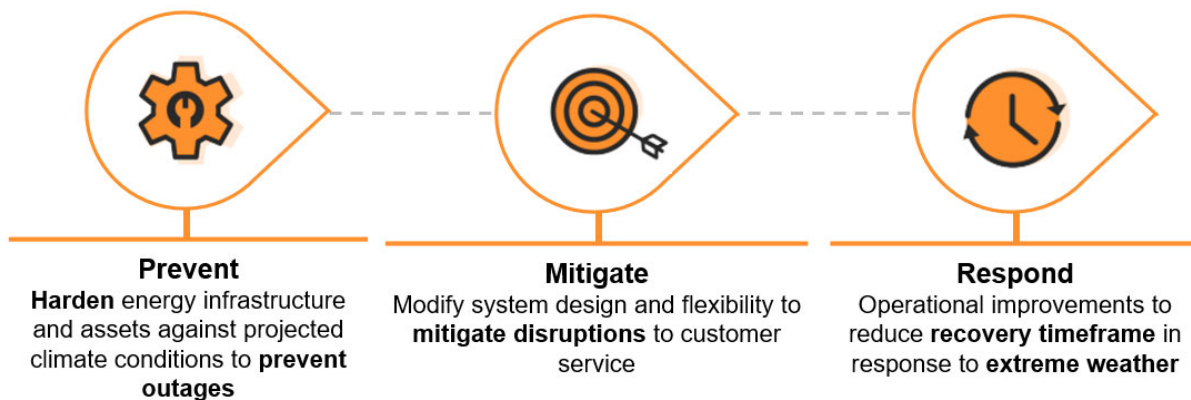 Prevent
Harden energy infrastructure
and assets against projected
climate conditions to prevent
outages
Mitigate
Modify system design and flexibility to
mitigate disruptions to customer
service
Respond
Operational improvements to
reduce recovery timeframe in
response to extreme weather